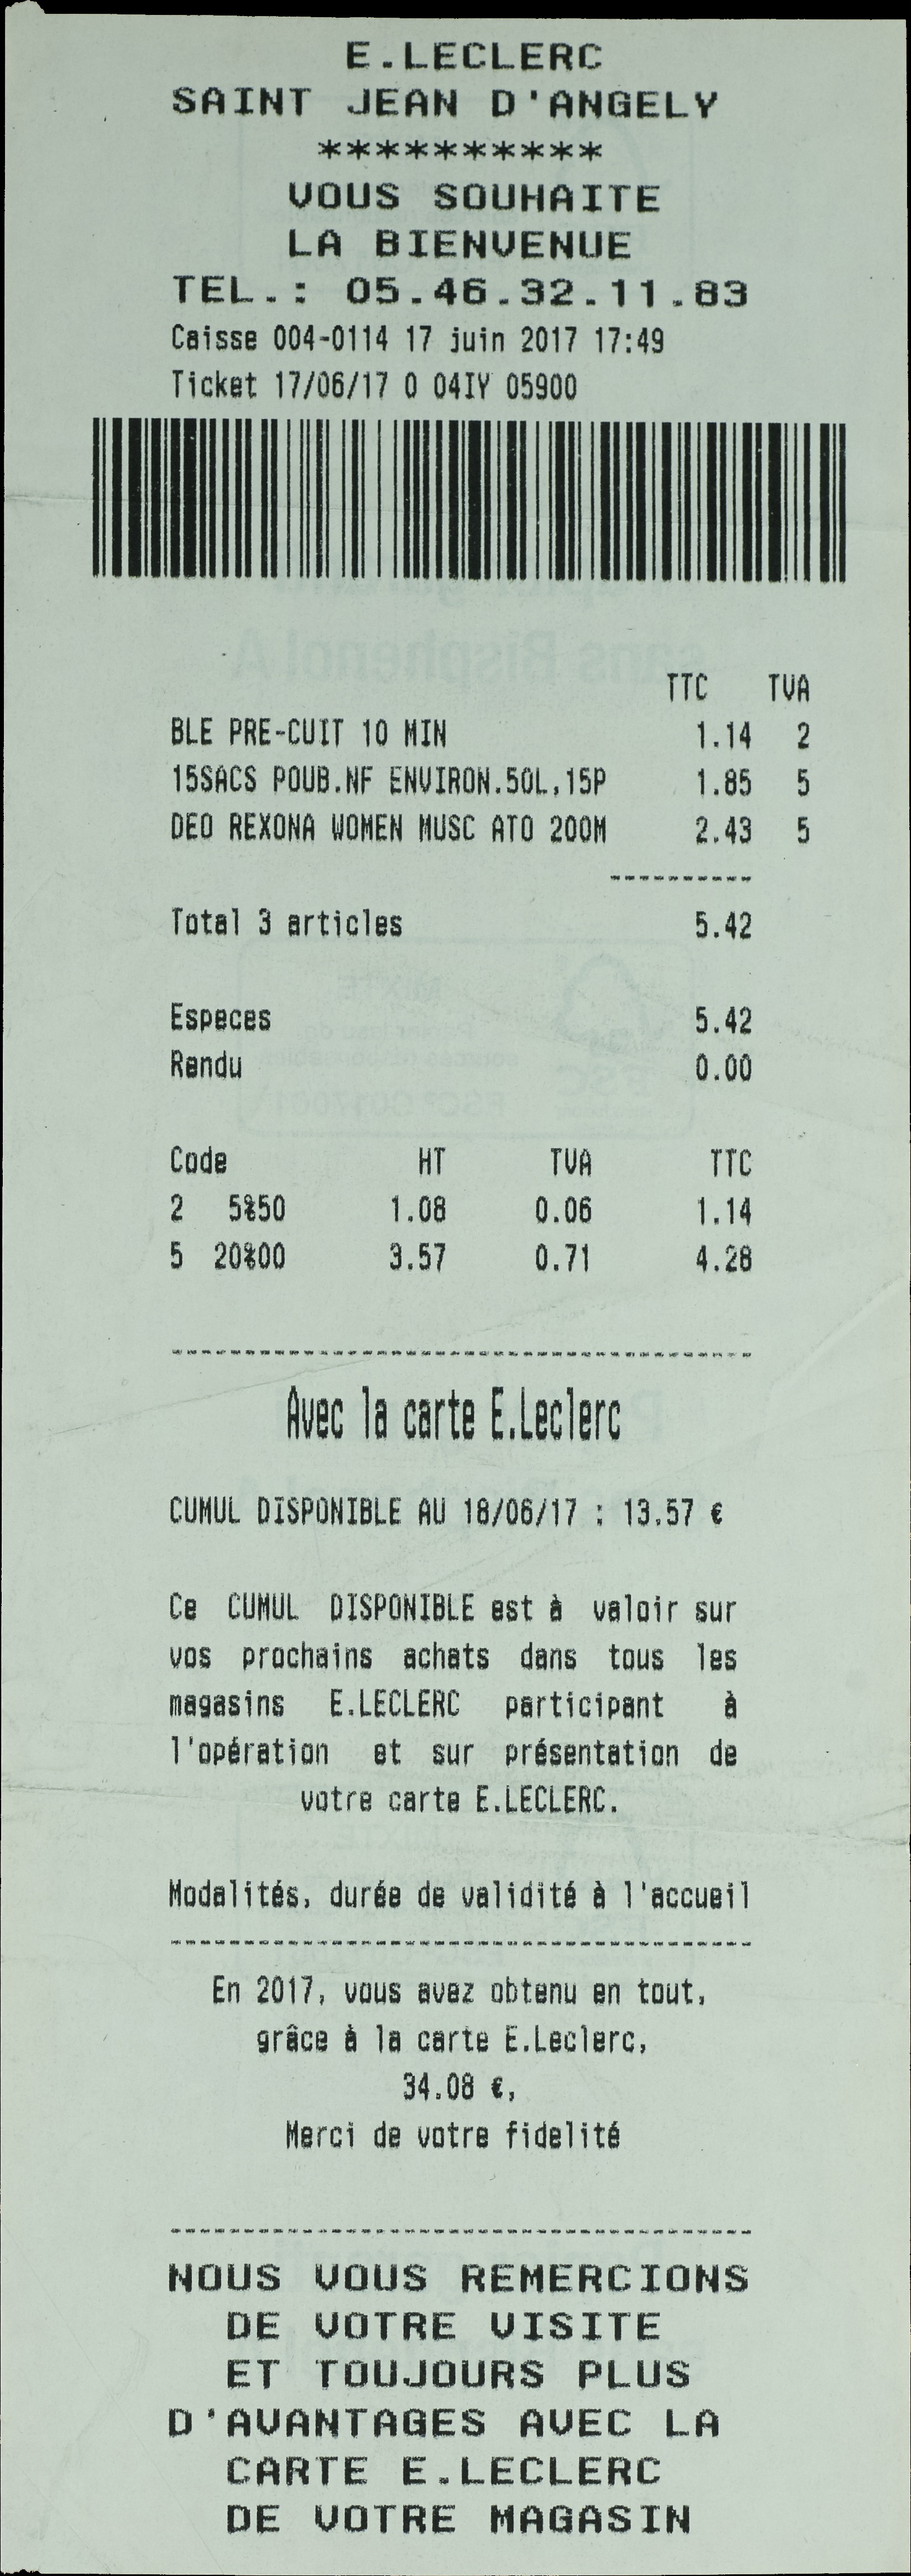 E.LECLERC
SAINT JEAN D'ANGELY
**********
VOUS SOUHAITE
LA BIENVENUE
TEL.: 05.46.32.11.83
Caisse 004-0114 17 juin 2017 17:49
Ticket 17/06/17 0 04IY 05900
sans Bisphenol A
TTC TVA
BLE PRE-CUIT 10 MIN 1.14 2
15SACS POUB.NF ENVIRON.50L,15P 1.85 5
DEO REXONA WOMEN MUSC ATO 200M 2.43 5
----------
Total 3 articles 5.42
Especes 5.42
Rendu 0.00
Code HT TVA TTC
2 5%50 1.08 0.06 1.14
5 20%00 3.57 0.71 4.28
----------------------------------------
Avec la carte E.Leclerc
CUMUL DISPONIBLE AU 18/06/17 : 13.57 €
Ce CUMUL DISPONIBLE est à valoir sur
vos prochains achats dans tous les
magasins E.LECLERC participant à
l'opération et sur présentation de
votre carte E.LECLERC.
Modalités, durée de validité à l'accueil
----------------------------------------
En 2017, vous avez obtenu en tout,
grâce à la carte E.Leclerc,
34.08 €,
Merci de votre fidelité
----------------------------------------
NOUS VOUS REMERCIONS
DE VOTRE VISITE
ET TOUJOURS PLUS
D'AVANTAGES AVEC LA
CARTE E.LECLERC
DE VOTRE MAGASIN